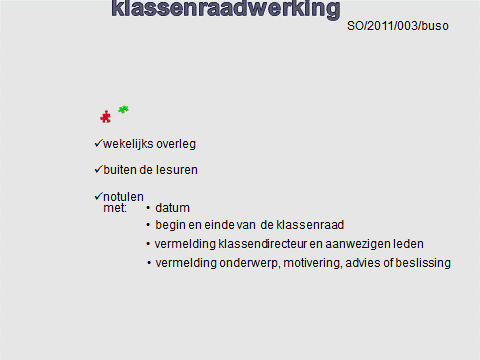 klassenraadwerking
SO/2011/003/buso
✓wekelijks overleg
✓buiten de lesuren
✓notulen
met: • datum
• begin en einde van de klassenraad
• vermelding klassendirecteur en aanwezigen leden
• vermelding onderwerp, motivering, advies of beslissing